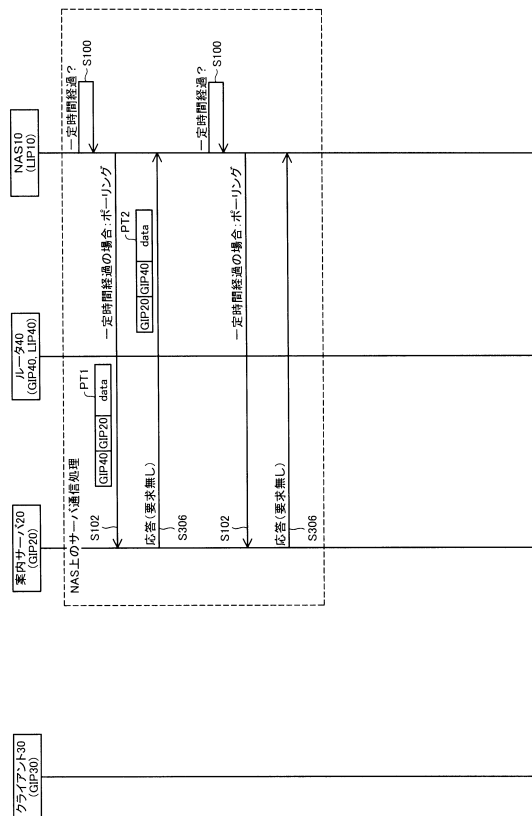 クライアント30
(GIP30)
案内サーバ20
(GIP20)
ルータ40
(GIP40, LIP40)
NAS10
(LIP10)
NAS上のサーバ通信処理
一定時間経過?
S100
S102
GIP40 GIP20 data
PT1
一定時間経過の場合:ポーリング
応答(要求無し)
S306
GIP20 GIP40 data
PT2
一定時間経過?
S100
S102
一定時間経過の場合:ポーリング
応答(要求無し)
S306